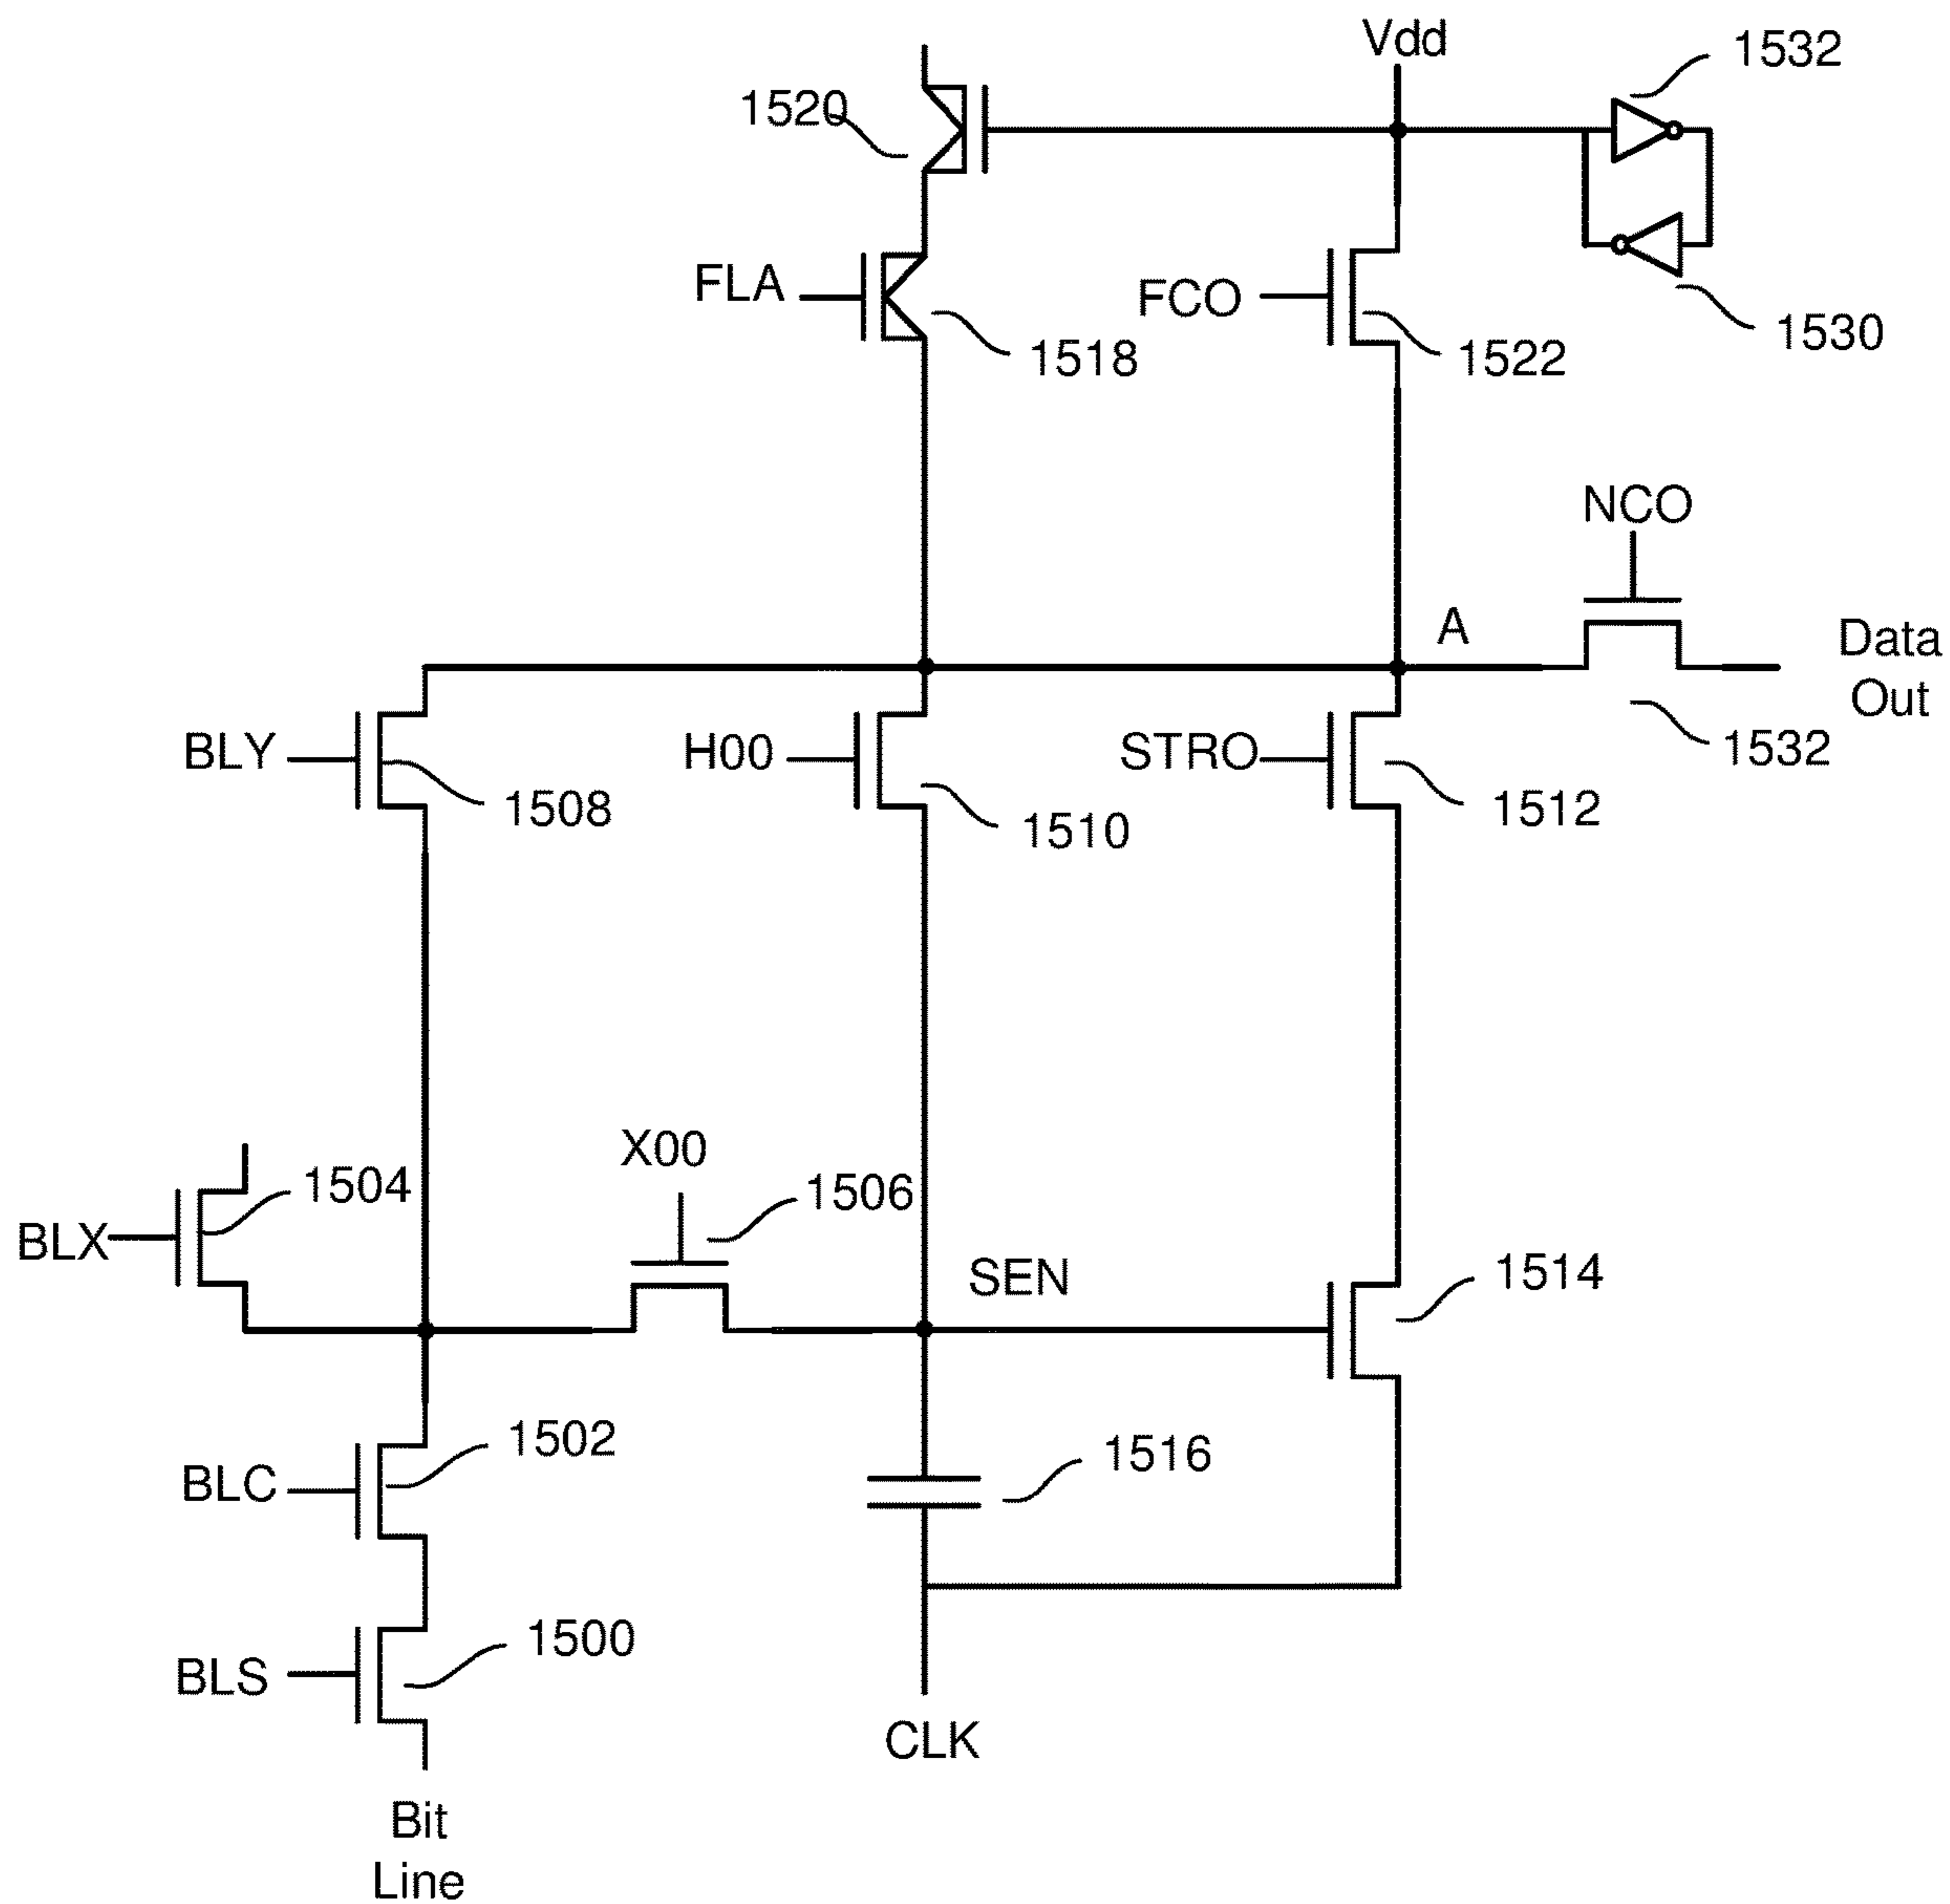 Vdd
1532
1520
FLA
FCO
1518
1522
1530
NCO
A
Data
Out
BLY
H00
STRO
1532
1508
1510
1512
X00
1504
1506
BLX
SEN
1514
BLC
1502
1516
BLS
1500
CLK
Bit
Line